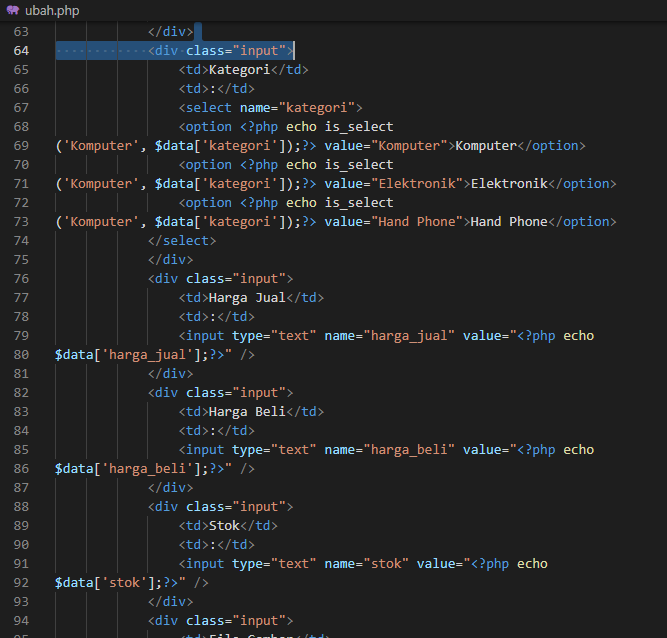 ubah.php
63 </div>
64 <div class="input">
65 <td>Kategori</td>
66 <td>:</td>
67 <select name="kategori">
68 <option <?php echo is_select
69 ('Komputer', $data['kategori']);?> value="Komputer">Komputer</option>
70 <option <?php echo is_select
71 ('Komputer', $data['kategori']);?> value="Elektronik">Elektronik</option>
72 <option <?php echo is_select
73 ('Komputer', $data['kategori']);?> value="Hand Phone">Hand Phone</option>
74 </select>
75 </div>
76 <div class="input">
77 <td>Harga Jual</td>
78 <td>:</td>
79 <input type="text" name="harga_jual" value="<?php echo
80 $data['harga_jual'];?>" />
81 </div>
82 <div class="input">
83 <td>Harga Beli</td>
84 <td>:</td>
85 <input type="text" name="harga_beli" value="<?php echo
86 $data['harga_beli'];?>" />
87 </div>
88 <div class="input">
89 <td>Stok</td>
90 <td>:</td>
91 <input type="text" name="stok" value="<?php echo
92 $data['stok'];?>" />
93 </div>
94 <div class="input">